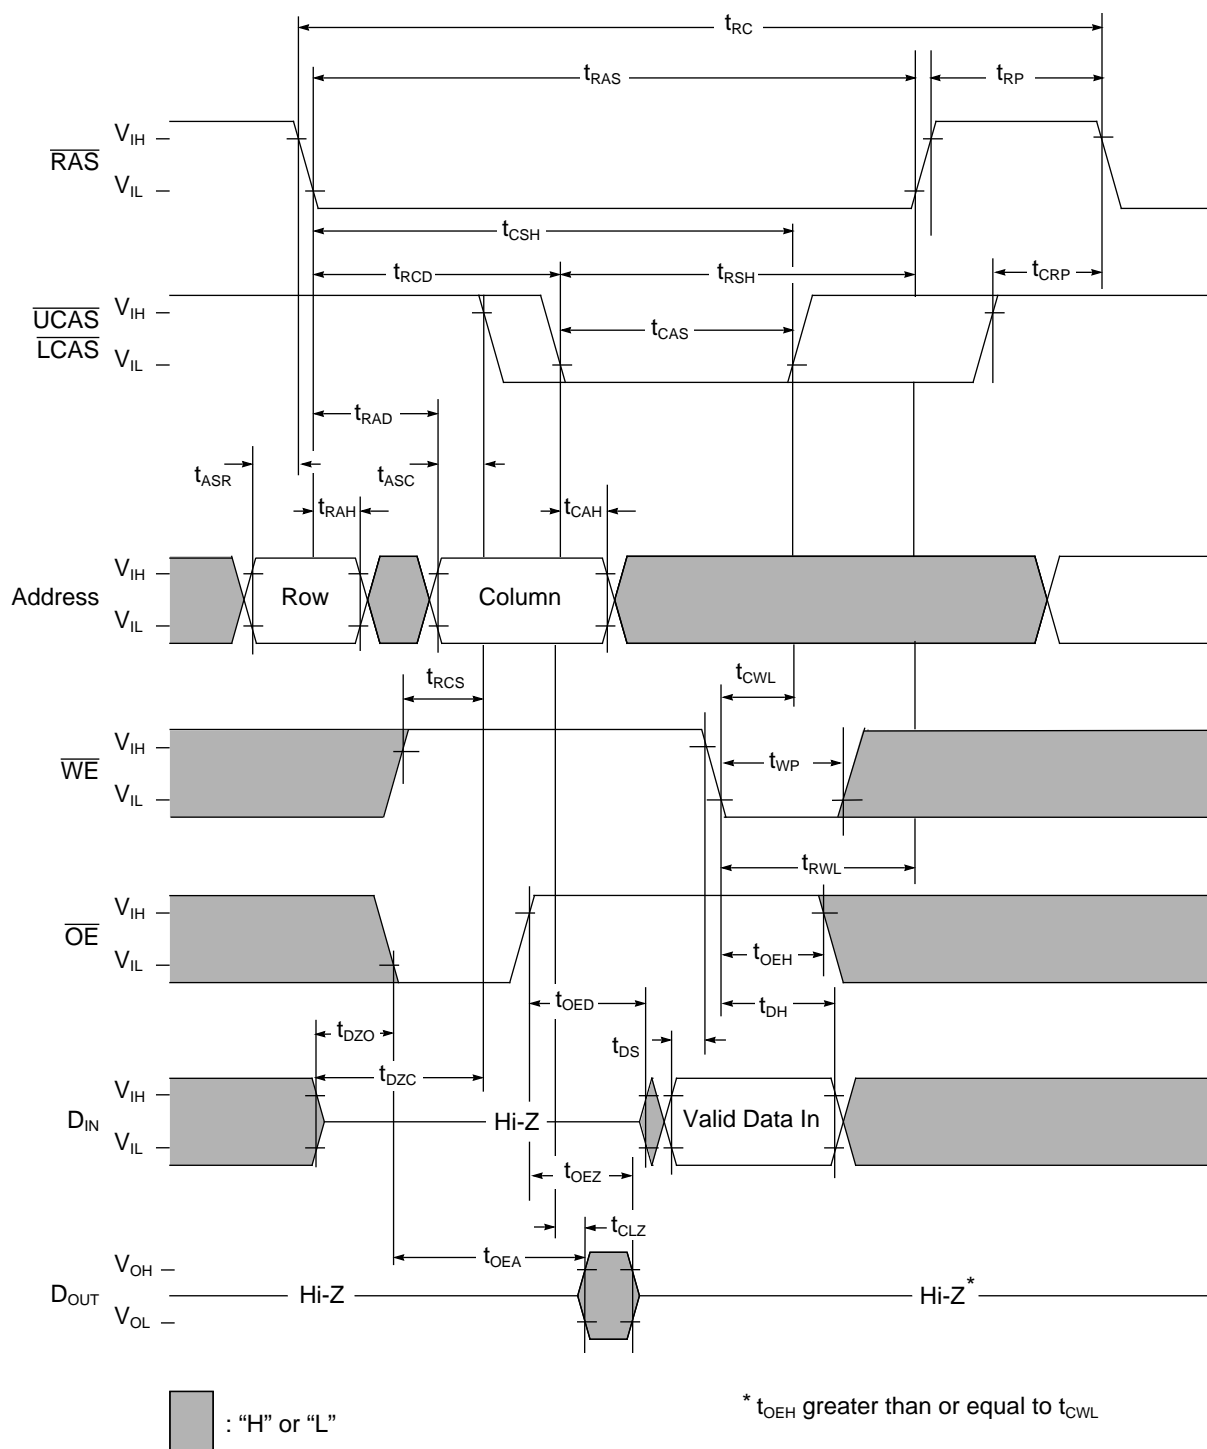 tRC
tRAS
tRP
RAS
VIH
VIL
tCSH
tRCD
tRSH
tCRP
UCAS
LCAS
VIH
VIL
tCAS
tRAD
tASR
tASC
tRAH
tCAH
Address
VIH
VIL
Row
Column
tRCS
tCWL
WE
VIH
VIL
tWP
tRWL
OE
VIH
VIL
tOEH
tOED
tDH
tDZO
tDS
tDZC
DIN
VIH
VIL
Hi-Z
Valid Data In
tOEZ
tCLZ
tOEA
DOUT
VOH
VOL
Hi-Z
Hi-Z*
: “H” or “L”
* tOEH greater than or equal to tCWL